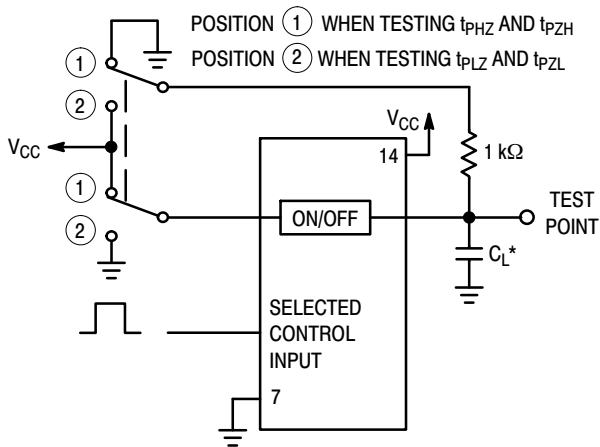 POSITION 1 WHEN TESTING tPHZ AND tPZH
POSITION 2 WHEN TESTING tPLZ AND tPZL
1
2
VCC
1
2
VCC
14
1 kΩ
ON/OFF
TEST
POINT
CL*
SELECTED
CONTROL
INPUT
7